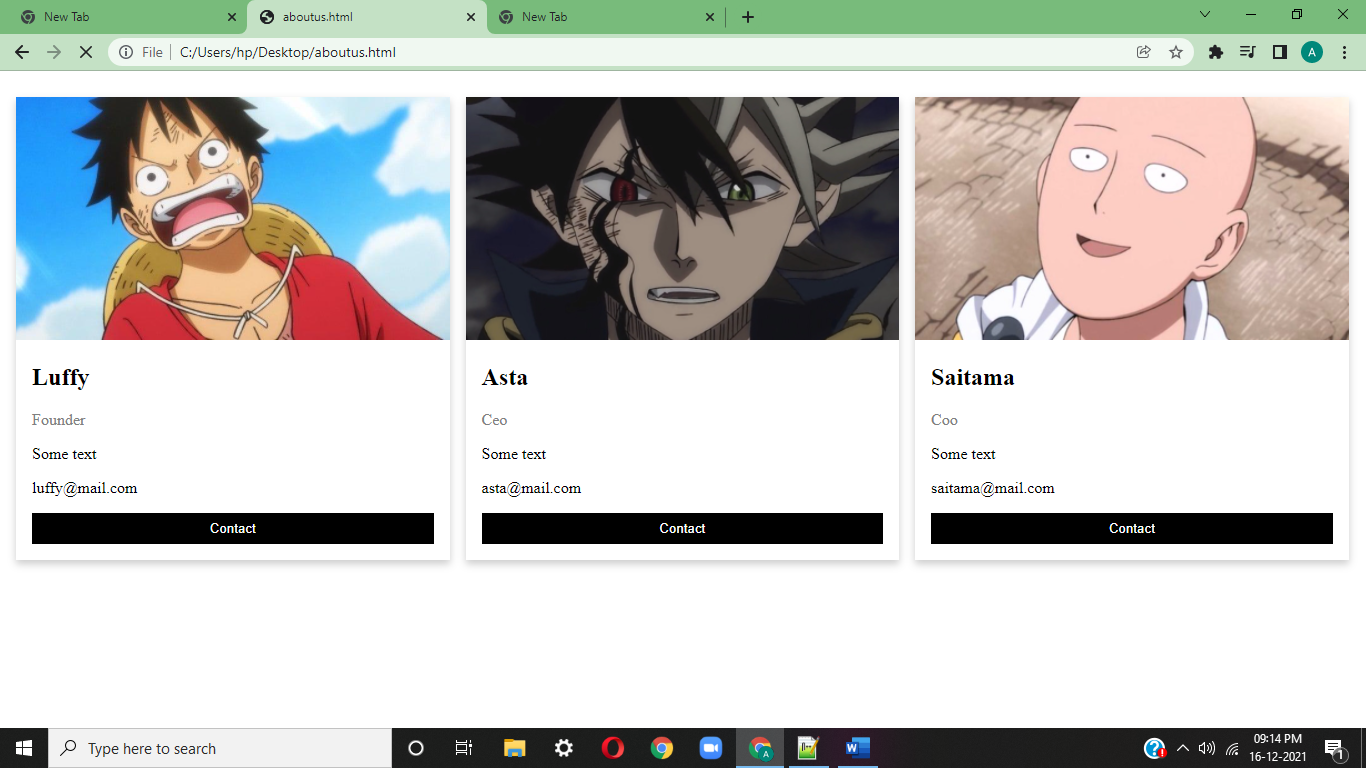 New Tab
aboutus.html
New Tab
File
C:/Users/hp/Desktop/aboutus.html
A
Luffy
Founder
Some text
luffy@mail.com
Contact
Asta
Ceo
Some text
asta@mail.com
Contact
Saitama
Coo
Some text
saitama@mail.com
Contact
Type here to search
A
W
09:14 PM
16-12-2021
1